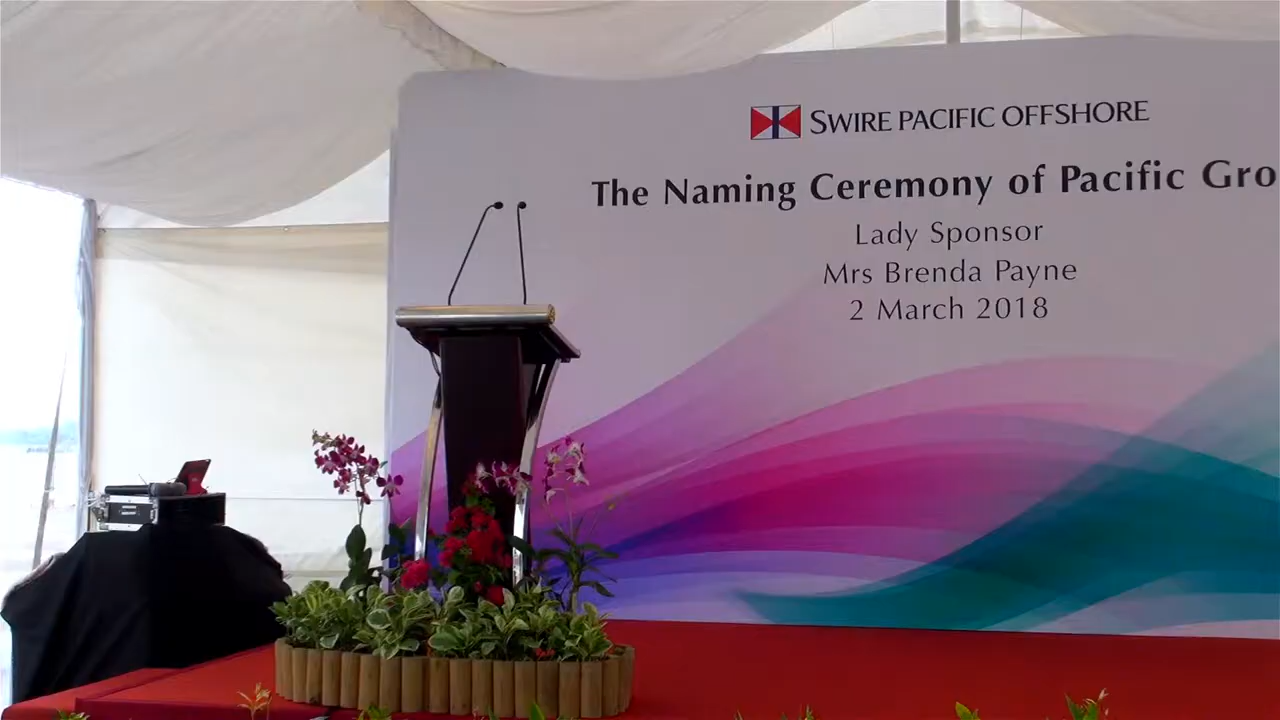 SWIRE PACIFIC OFFSHORE
The Naming Ceremony of Pacific Gro
Lady Sponsor
Mrs Brenda Payne
2 March 2018